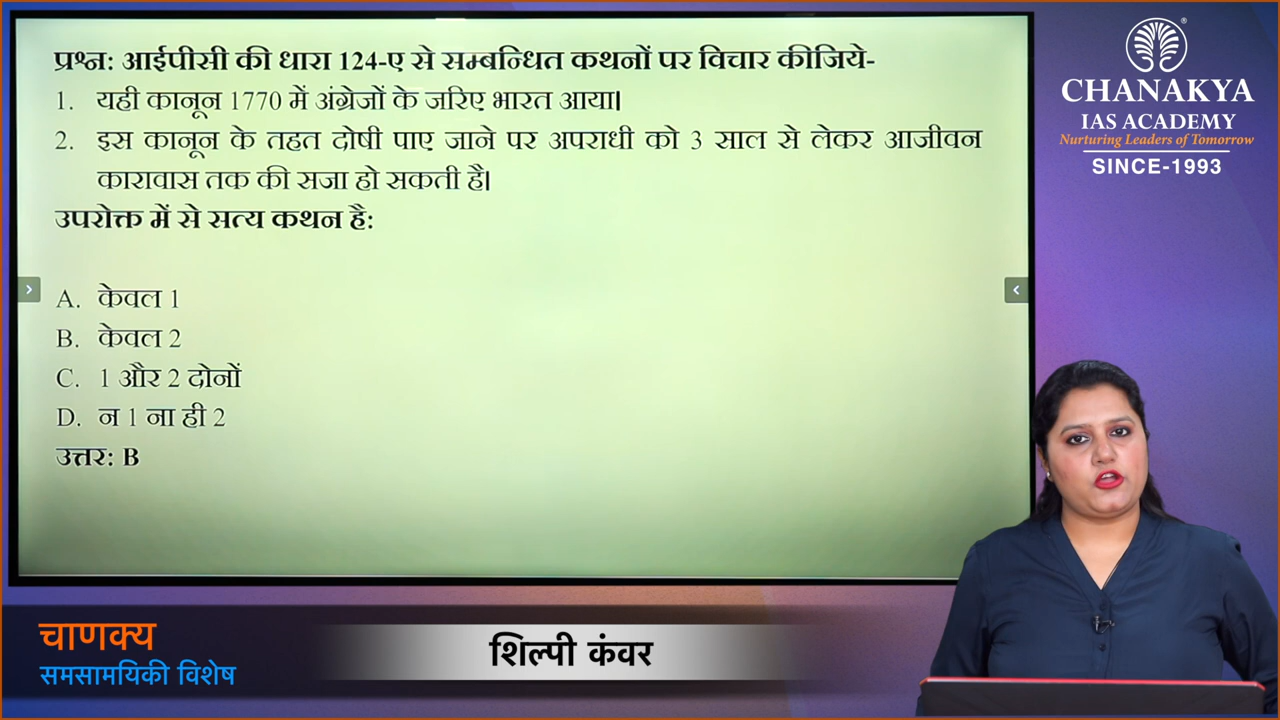 प्रश्न: आईपीसी की धारा 124-ए से सम्बन्धित कथनों पर विचार कीजिये-
1. यही कानून 1770 में अंग्रेजों के जरिए भारत आया।
2. इस कानून के तहत दोषी पाए जाने पर अपराधी को 3 साल से लेकर आजीवन
कारावास तक की सजा हो सकती है।
उपरोक्त में से सत्य कथन है:
A. केवल 1
B. केवल 2
C. 1 और 2 दोनों
D. न 1 ना ही 2
उत्तर: B
CHANAKYA
IAS ACADEMY
Nurturing Leaders of Tomorrow
SINCE-1993
चाणक्य
समसामयिकी विशेष
शिल्पी कंवर